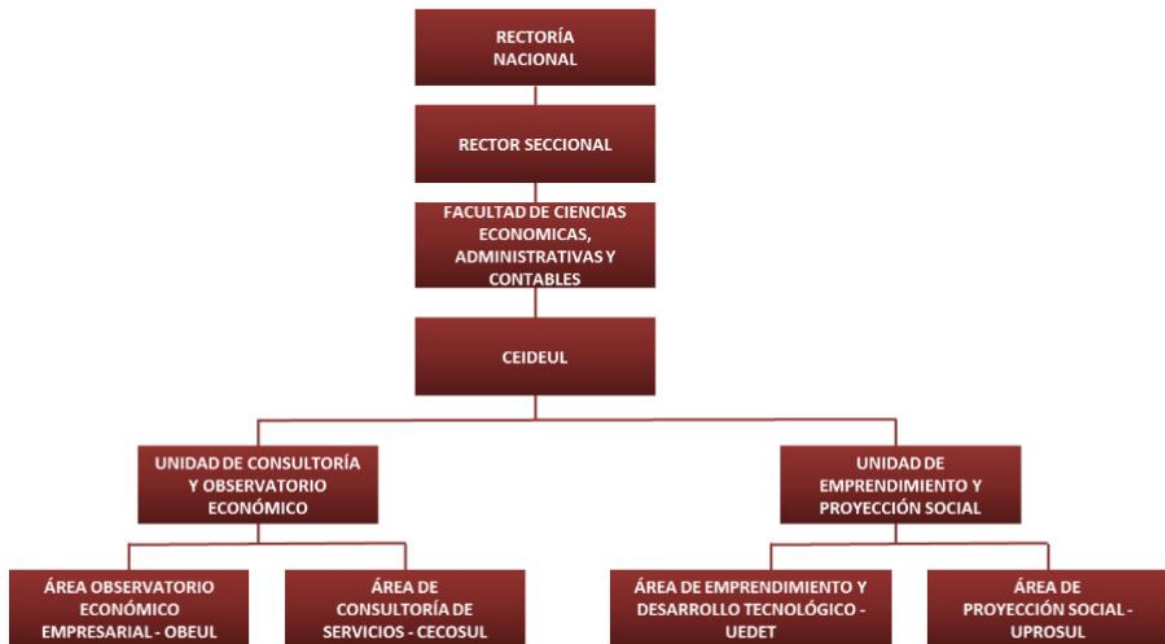 RECTORÍA
NACIONAL
RECTOR SECCIONAL
FACULTAD DE CIENCIAS
ECONOMICAS,
ADMINISTRATIVAS Y
CONTABLES
CEIDEUL
UNIDAD DE CONSULTORÍA
Y OBSERVATORIO
ECONÓMICO
UNIDAD DE
EMPRENDIMIENTO Y
PROYECCIÓN SOCIAL
ÁREA OBSERVATORIO
ECONÓMICO
EMPRESARIAL - OBEUL
ÁREA DE
CONSULTORÍA DE
SERVICIOS - CECOSUL
ÁREA DE EMPRENDIMIENTO Y
DESARROLLO TECNOLÓGICO -
UEDET
ÁREA DE
PROYECCIÓN SOCIAL -
UPROSUL